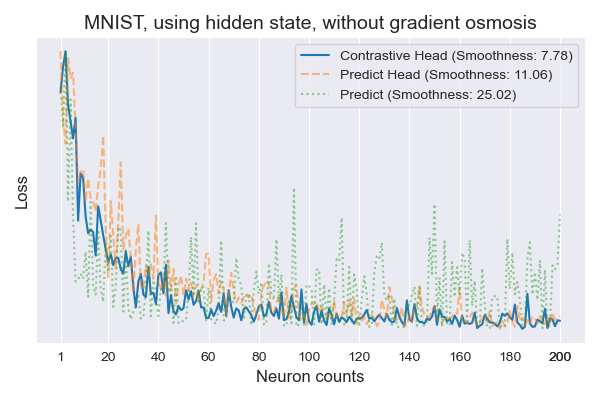 MNIST, using hidden state, without gradient osmosis
Contrastive Head (Smoothness: 7.78)
Predict Head (Smoothness: 11.06)
Predict (Smoothness: 25.02)
Loss
1 20 40 60 80 100 120 140 160 180 200
Neuron counts